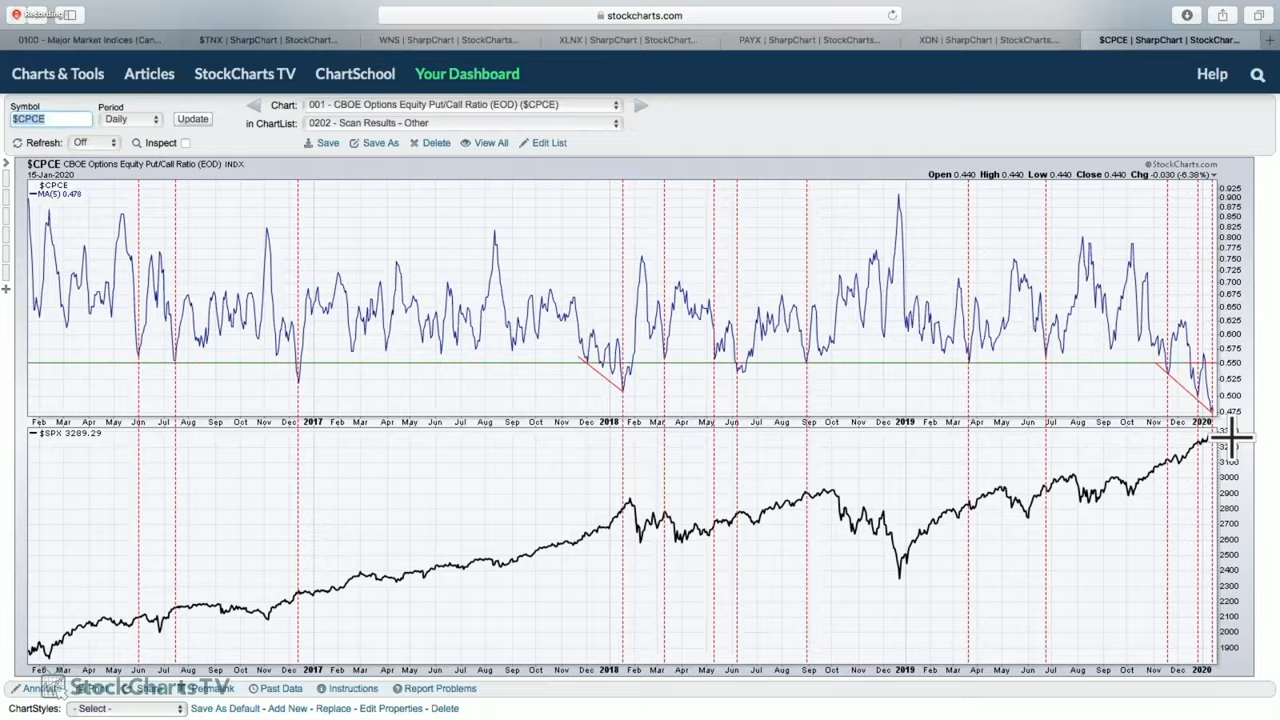 Recording
stockcharts.com
0100 - Major Market Indices (Can...
$TNX | SharpChart | StockChart...
WNS | SharpChart | StockCharts...
XLNX | SharpChart | StockChart...
PAYX | SharpChart | StockCharts...
XON | SharpChart | StockCharts....
$CPCE | SharpChart | StockChar...
Charts & Tools Articles StockCharts TV ChartSchool Your Dashboard Help
Symbol Period
$CPCE Daily Update
Chart: 001 - CBOE Options Equity Put/Call Ratio (EOD) ($CPCE)
in ChartList: 0202 - Scan Results - Other
Refresh: Off Inspect Save Save As Delete View All Edit List
$CPCE CBOE Options Equity Put/Call Ratio (EOD) INDX © StockCharts.com
15-Jan-2020 Open 0.440 High 0.440 Low 0.440 Close 0.440 Chg -0.030 (-6.38%)
$CPCE
MA(5) 0.478
0.925
0.900
0.875
0.850
0.825
0.800
0.775
0.750
0.725
0.700
0.675
0.650
0.625
0.600
0.575
0.550
0.525
0.500
0.475
Feb Mar Apr May Jun Jul Aug Sep Oct Nov Dec 2017 Feb Mar Apr May Jun Jul Aug Sep Oct Nov Dec 2018 Feb Mar Apr May Jun Jul Aug Sep Oct Nov Dec 2019 Feb Mar Apr May Jun Jul Aug Sep Oct Nov Dec 2020
$SPX 3289.29
3100
3000
2900
2800
2700
2600
2500
2400
2300
2200
2100
2000
1900
Feb Mar Apr May Jun Jul Aug Sep Oct Nov Dec 2017 Feb Mar Apr May Jun Jul Aug Sep Oct Nov Dec 2018 Feb Mar Apr May Jun Jul Aug Sep Oct Nov Dec 2019 Feb Mar Apr May Jun Jul Aug Sep Oct Nov Dec 2020
StockChartsTV
Past Data Instructions Report Problems
ChartStyles: - Select - Save As Default - Add New - Replace - Edit Properties - Delete